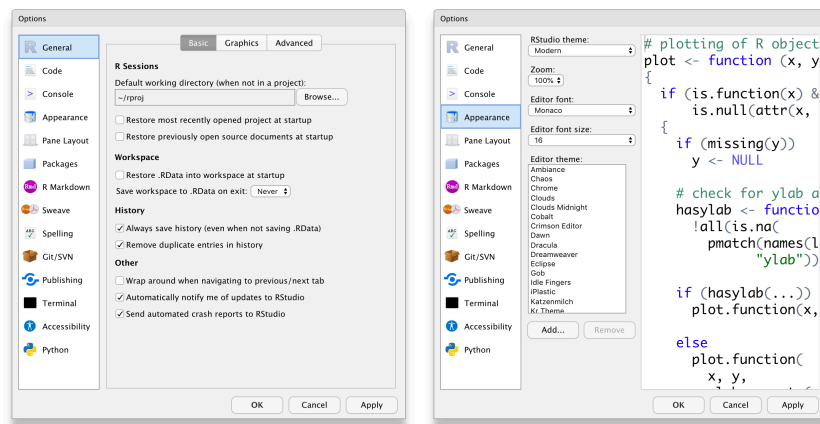 Options
General
Code
Console
Appearance
Pane Layout
Packages
Rmd R Markdown
Sweave
ABC Spelling
Git/SVN
Publishing
Terminal
Accessibility
Python
Basic Graphics Advanced
R Sessions
Default working directory (when not in a project):
~/rproj Browse...
Restore most recently opened project at startup
Restore previously open source documents at startup
Workspace
Restore .RData into workspace at startup
Save workspace to .RData on exit: Never
History
Always save history (even when not saving .RData)
Remove duplicate entries in history
Other
Wrap around when navigating to previous/next tab
Automatically notify me of updates to RStudio
Send automated crash reports to RStudio
OK Cancel Apply
Options
General
Code
Console
Appearance
Pane Layout
Packages
Rmd R Markdown
Sweave
ABC Spelling
Git/SVN
Publishing
Terminal
Accessibility
Python
RStudio theme:
Modern
Zoom:
100%
Editor font:
Monaco
Editor font size:
16
Editor theme:
Ambiance
Chaos
Chrome
Clouds
Clouds Midnight
Cobalt
Crimson Editor
Dawn
Dracula
Dreamweaver
Eclipse
Gob
Idle Fingers
iPlastic
Katzenmilch
Kr Theme
Add... Remove
# plotting of R object
plot <- function (x, y
{
if (is.function(x) &
is.null(attr(x,
{
if (missing(y))
y <- NULL
# check for ylab a
hasylab <- functio
!all(is.na(
pmatch(names(l
"ylab"))
if (hasylab(...))
plot.function(x,
else
plot.function(
x, y,
OK Cancel Apply